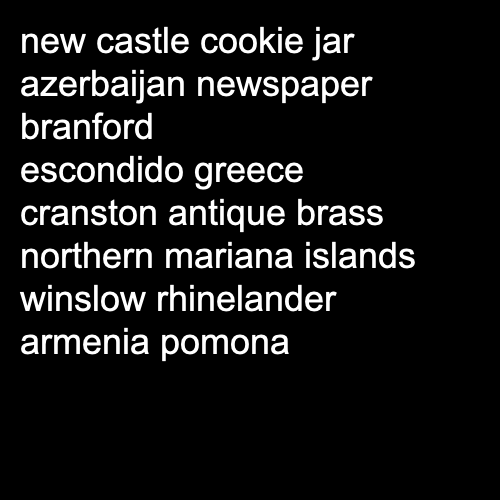 new castle cookie jar
azerbaijan newspaper
branford
escondido greece
cranston antique brass
northern mariana islands
winslow rhinelander
armenia pomona